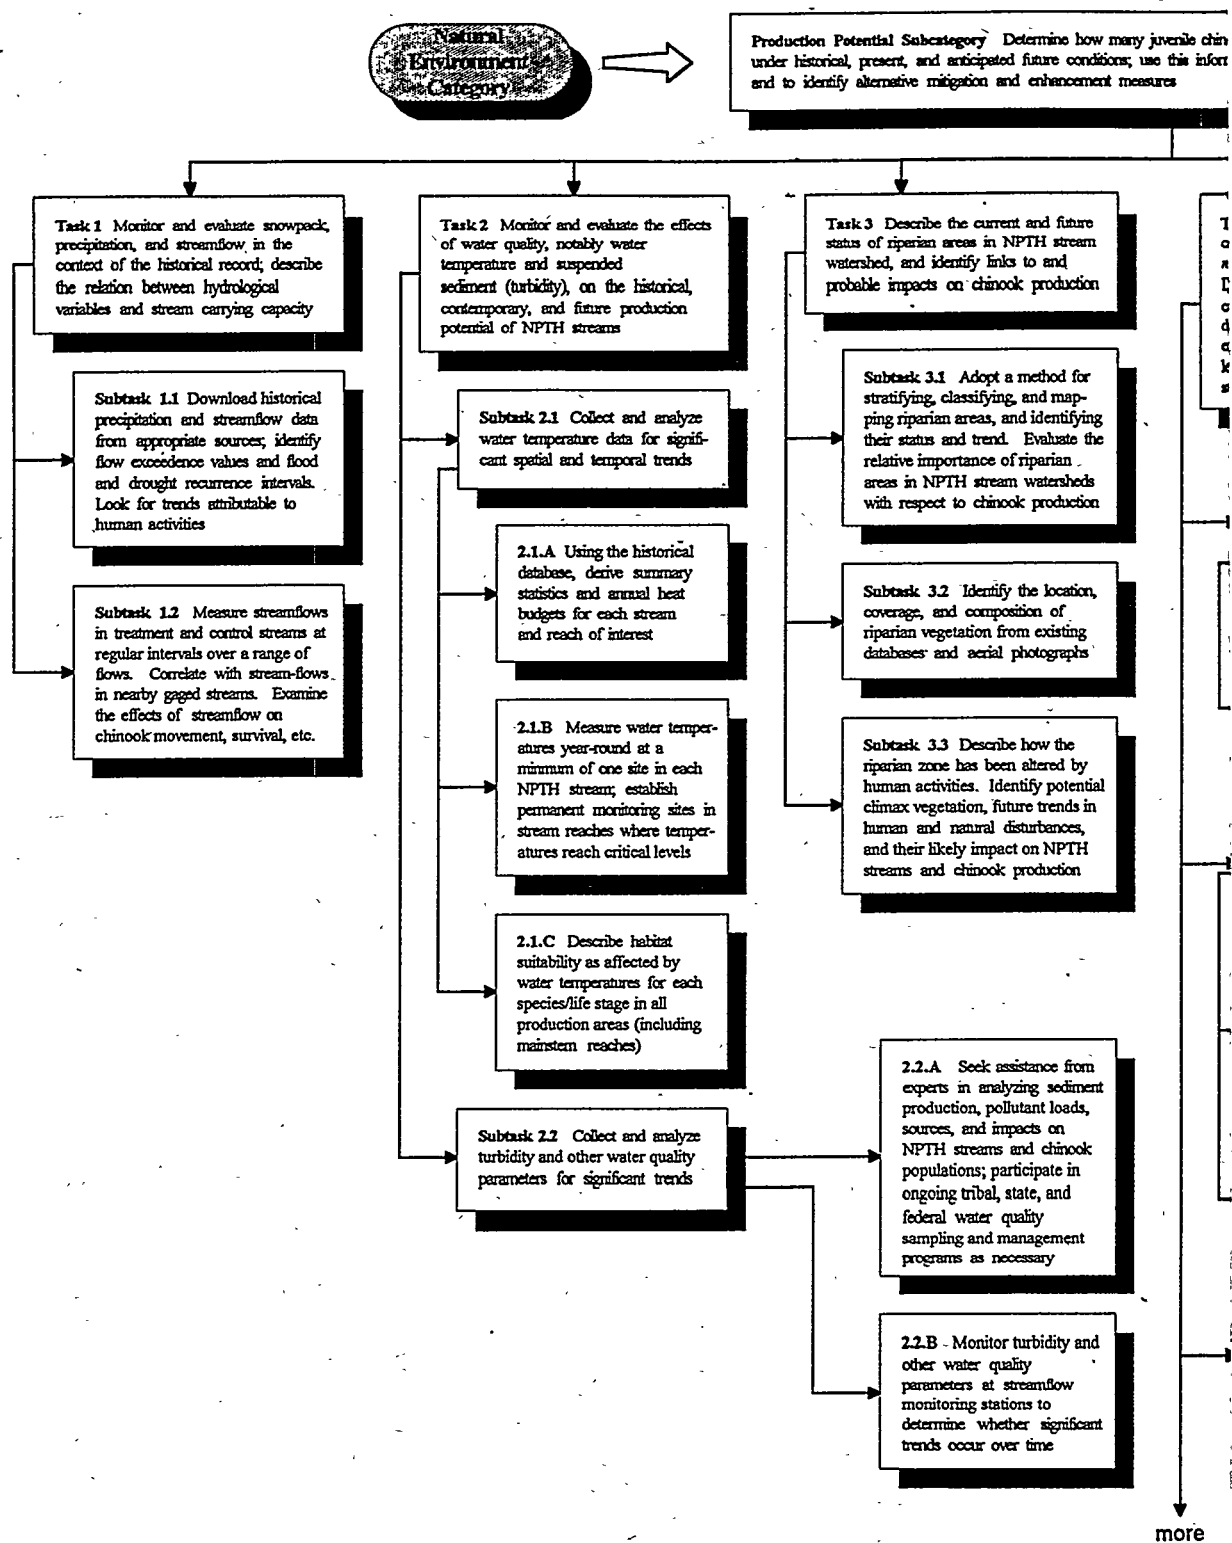 Natural
Environment
Category
Production Potential Subcategory Determine how many juvenile chin
under historical, present, and anticipated future conditions; use this infor
and to identify alternative mitigation and enhancement measures
Task 1 Monitor and evaluate snowpack,
precipitation, and streamflow in the
context of the historical record; describe
the relation between hydrological
variables and stream carrying capacity
Subtask 1.1 Download historical
precipitation and streamflow data
from appropriate sources; identify
flow exceedence values and flood
and drought recurrence intervals.
Look for trends attributable to
human activities
Subtask 1.2 Measure streamflows
in treatment and control streams at
regular intervals over a range of
flows. Correlate with stream-flows
in nearby gaged streams. Examine
the effects of streamflow on
chinook movement, survival, etc.
Task 2 Monitor and evaluate the effects
of water quality, notably water
temperature and suspended
sediment (turbidity), on the historical,
contemporary, and future production
potential of NPTH streams
Subtask 2.1 Collect and analyze
water temperature data for signifi-
cant spatial and temporal trends
2.1.A Using the historical
database, derive summary
statistics and annual heat
budgets for each stream
and reach of interest
2.1.B Measure water temper-
atures year-round at a
minimum of one site in each
NPTH stream; establish
permanent monitoring sites in
stream reaches where temper-
atures reach critical levels
2.1.C Describe habitat
suitability as affected by
water temperatures for each
species/life stage in all
production areas (including
mainstem reaches)
Subtask 2.2 Collect and analyze
turbidity and other water quality
parameters for significant trends
2.2.A Seek assistance from
experts in analyzing sediment
production, pollutant loads,
sources, and impacts on
NPTH streams and chinook
populations; participate in
ongoing tribal, state, and
federal water quality
sampling and management
programs as necessary
2.2.B Monitor turbidity and
other water quality
parameters at streamflow
monitoring stations to
determine whether significant
trends occur over time
Task 3 Describe the current and future
status of riparian areas in NPTH stream
watershed, and identify links to and
probable impacts on chinook production
Subtask 3.1 Adopt a method for
stratifying, classifying, and map-
ping riparian areas, and identifying
their status and trend. Evaluate the
relative importance of riparian
areas in NPTH stream watersheds
with respect to chinook production
Subtask 3.2 Identify the location,
coverage, and composition of
riparian vegetation from existing
databases and aerial photographs
Subtask 3.3 Describe how the
riparian zone has been altered by
human activities. Identify potential
climax vegetation, future trends in
human and natural disturbances,
and their likely impact on NPTH
streams and chinook production
more